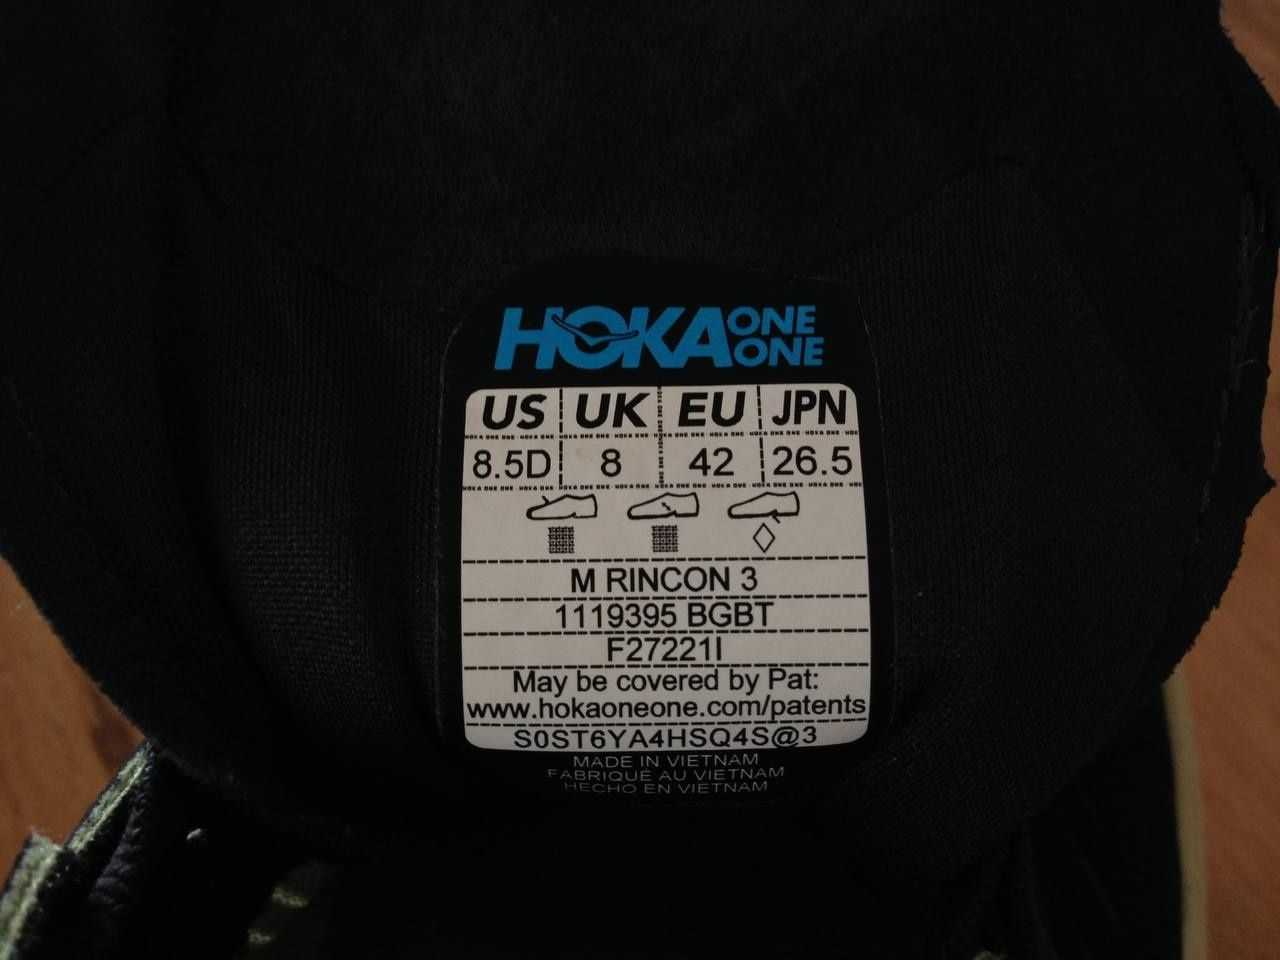 HOKA ONE ONE
US UK EU JPN
8.5D 8 42 26.5
M RINCON 3
1119395 BGBT
F27221I
May be covered by Pat:
www.hokaoneone.com/patents
S0ST6YA4HSQ4S@3
MADE IN VIETNAM
FABRIQUÉ AU VIETNAM
HECHO EN VIETNAM